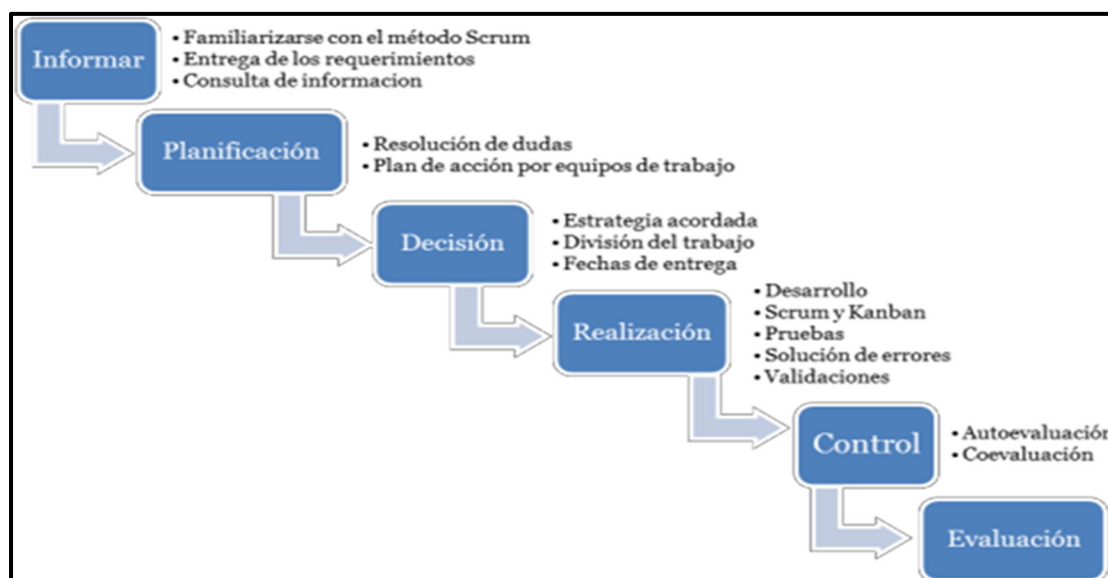 Informar
• Familiarizarse con el método Scrum
• Entrega de los requerimientos
• Consulta de informacion
Planificación
• Resolución de dudas
• Plan de acción por equipos de trabajo
Decisión
• Estrategia acordada
• División del trabajo
• Fechas de entrega
Realización
• Desarrollo
• Scrum y Kanban
• Pruebas
• Solución de errores
• Validaciones
Control
• Autoevaluación
• Coevaluación
Evaluación